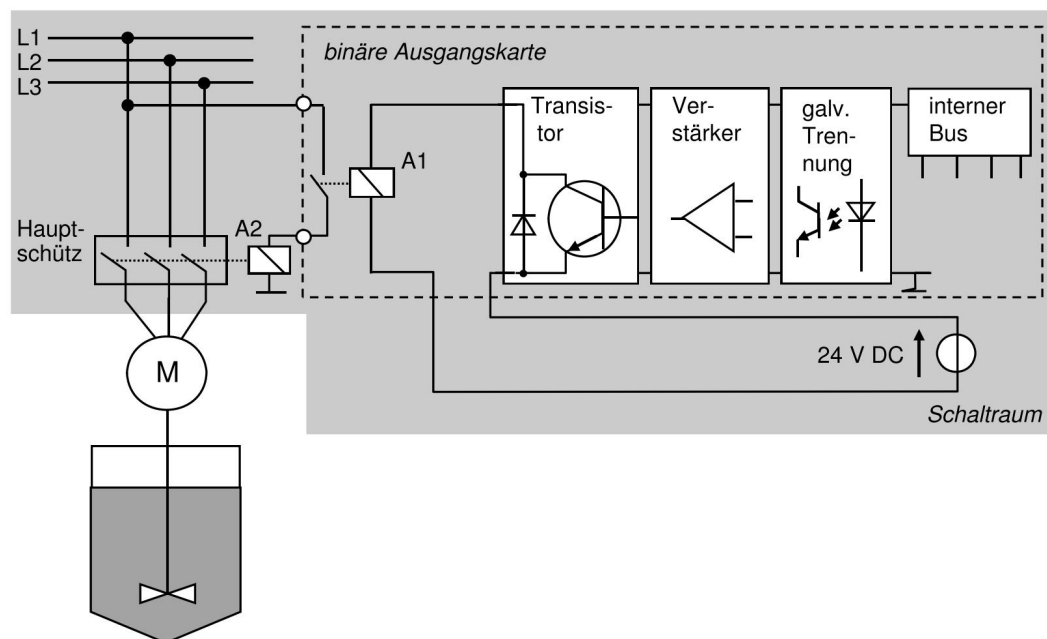 L1
L2
L3
binäre Ausgangskarte
Transis-
tor
Ver-
stärker
galv.
Tren-
nung
interner
Bus
A1
A2
Haupt-
schütz
M
24 V DC
Schaltraum